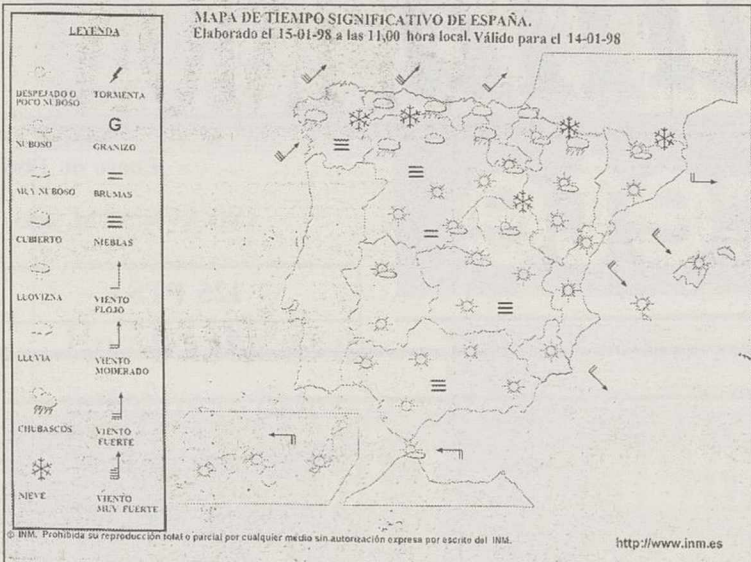 MAPA DE TIEMPO SIGNIFICATIVO DE ESPAÑA.
Elaborado el 15-01-98 a las 11,00 hora local. Válido para el 14-01-98
LEYENDA
DESPEJADO O
POCO NUBOSO
TORMENTA
NUBOSO
G
GRANIZO
MUY NUBOSO
BRUMAS
CUBIERTO
NIEBLAS
LLOVIZNA
VIENTO
FLOJO
LLUVIA
VIENTO
MODERADO
CHUBASCOS
VIENTO
FUERTE
NIEVE
VIENTO
MUY FUERTE
© INM. Prohibida su reproducción total o parcial por cualquier medio sin autorización expresa por escrito del INM.
http://www.inm.es